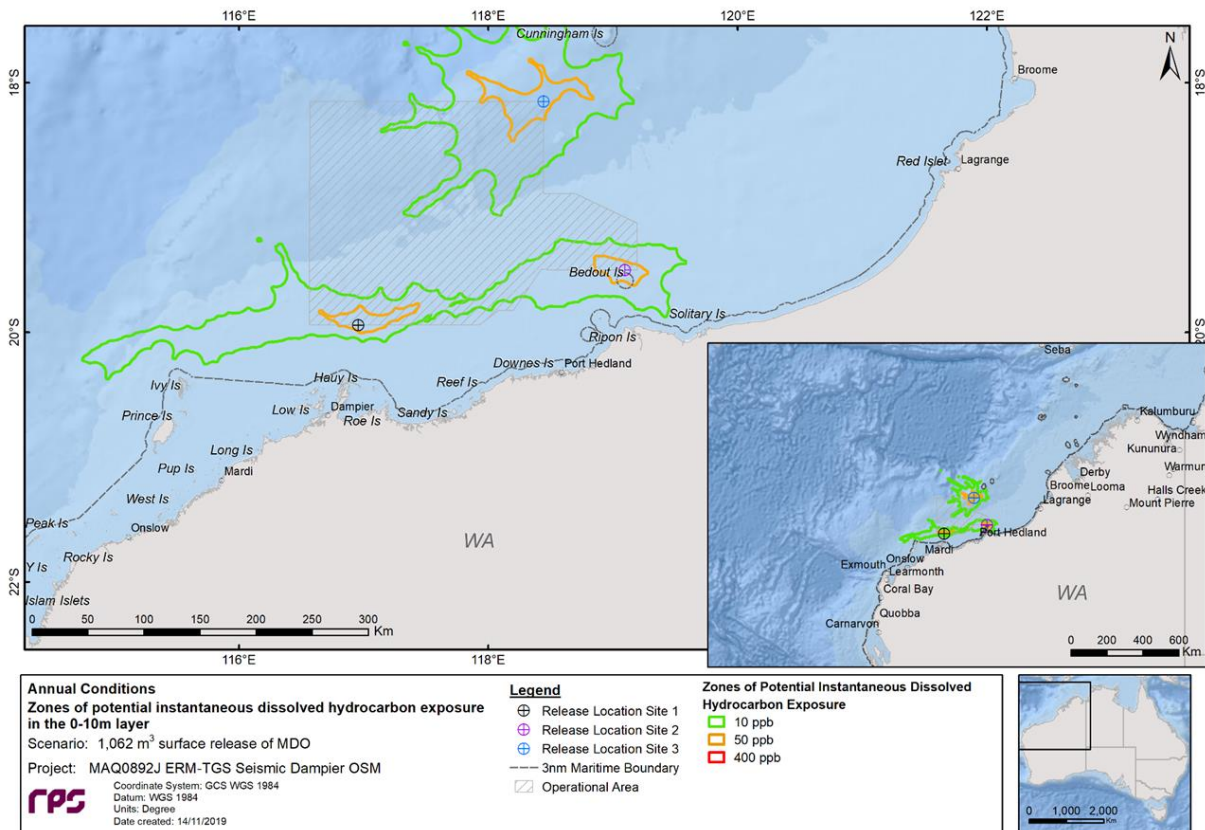 116°E 118°E 120°E 122°E
Cunningham Is
N
18°S
18°S
Broome
Red Islet
Lagrange
Bedout Is
20°S
20°S
Solitary Is
Ripon Is
Downes Is
Port Hedland
Ivy Is
Hauy Is
Reef Is
Prince Is
Low Is
Dampier
Roe Is
Sandy Is
Long Is
Pup Is
Mardi
West Is
Peak Is
Onslow
Rocky Is
Y Is
22°S
22°S
Islam Islets
WA
0 50 100 150 200 250 300
Km
116°E 118°E
Seba
Kalumburu
Wyndham
Kununura
Warmun
Derby
Broome
Looma
Halls Creek
Lagrange
Mount Pierre
Port Hedland
Mardi
Exmouth
Onslow
Learmonth
Coral Bay
Quobba
Carnarvon
WA
0 200 400 600
Km
Annual Conditions
Zones of potential instantaneous dissolved hydrocarbon exposure
in the 0-10m layer
Scenario: 1,062 m³ surface release of MDO
Project: MAQ0892J ERM-TGS Seismic Dampier OSM
rps
Coordinate System: GCS WGS 1984
Datum: WGS 1984
Units: Degree
Date created: 14/11/2019
Legend
Release Location Site 1
Release Location Site 2
Release Location Site 3
3nm Maritime Boundary
Operational Area
Zones of Potential Instantaneous Dissolved
Hydrocarbon Exposure
10 ppb
50 ppb
400 ppb
0 1,000 2,000
Km